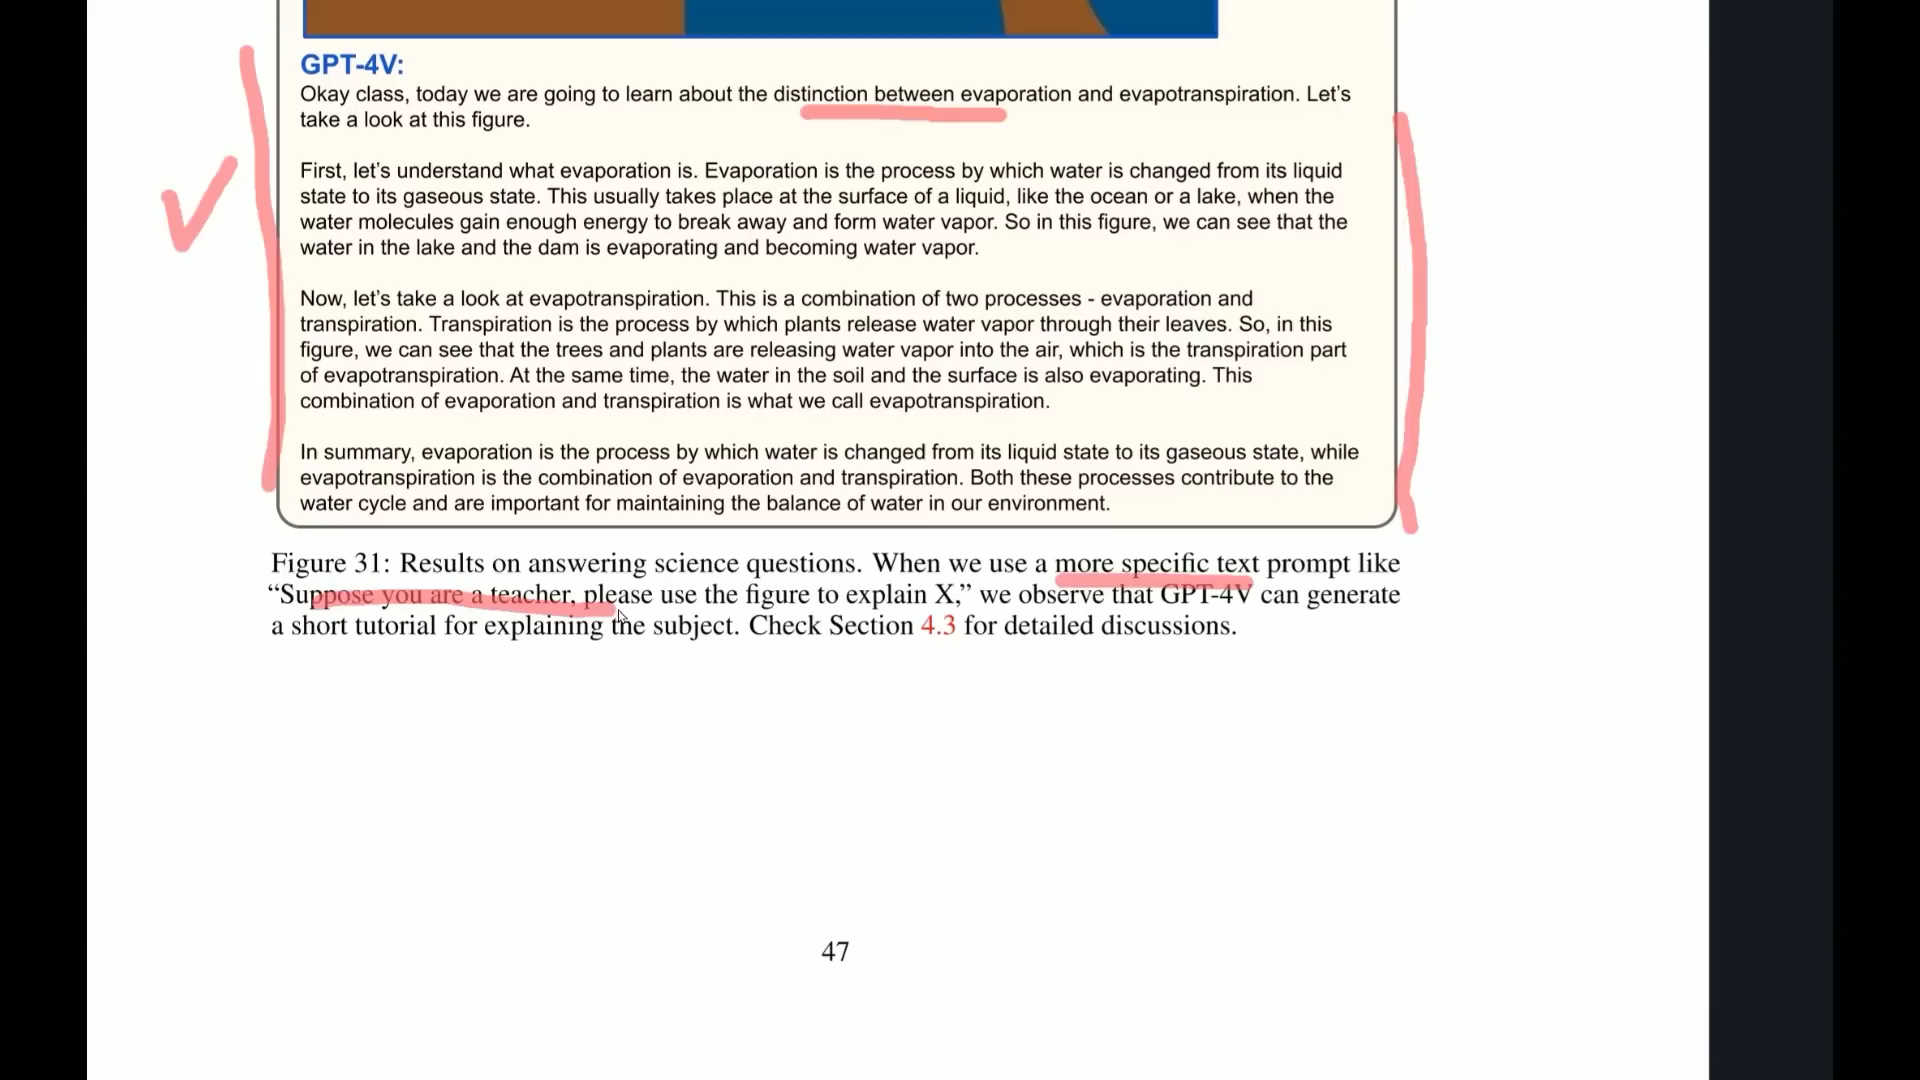 GPT-4V:
Okay class, today we are going to learn about the distinction between evaporation and evapotranspiration. Let’s
take a look at this figure.
First, let’s understand what evaporation is. Evaporation is the process by which water is changed from its liquid
state to its gaseous state. This usually takes place at the surface of a liquid, like the ocean or a lake, when the
water molecules gain enough energy to break away and form water vapor. So in this figure, we can see that the
water in the lake and the dam is evaporating and becoming water vapor.
Now, let’s take a look at evapotranspiration. This is a combination of two processes - evaporation and
transpiration. Transpiration is the process by which plants release water vapor through their leaves. So, in this
figure, we can see that the trees and plants are releasing water vapor into the air, which is the transpiration part
of evapotranspiration. At the same time, the water in the soil and the surface is also evaporating. This
combination of evaporation and transpiration is what we call evapotranspiration.
In summary, evaporation is the process by which water is changed from its liquid state to its gaseous state, while
evapotranspiration is the combination of evaporation and transpiration. Both these processes contribute to the
water cycle and are important for maintaining the balance of water in our environment.
Figure 31: Results on answering science questions. When we use a more specific text prompt like
“Suppose you are a teacher, please use the figure to explain X,” we observe that GPT-4V can generate
a short tutorial for explaining the subject. Check Section 4.3 for detailed discussions.
47